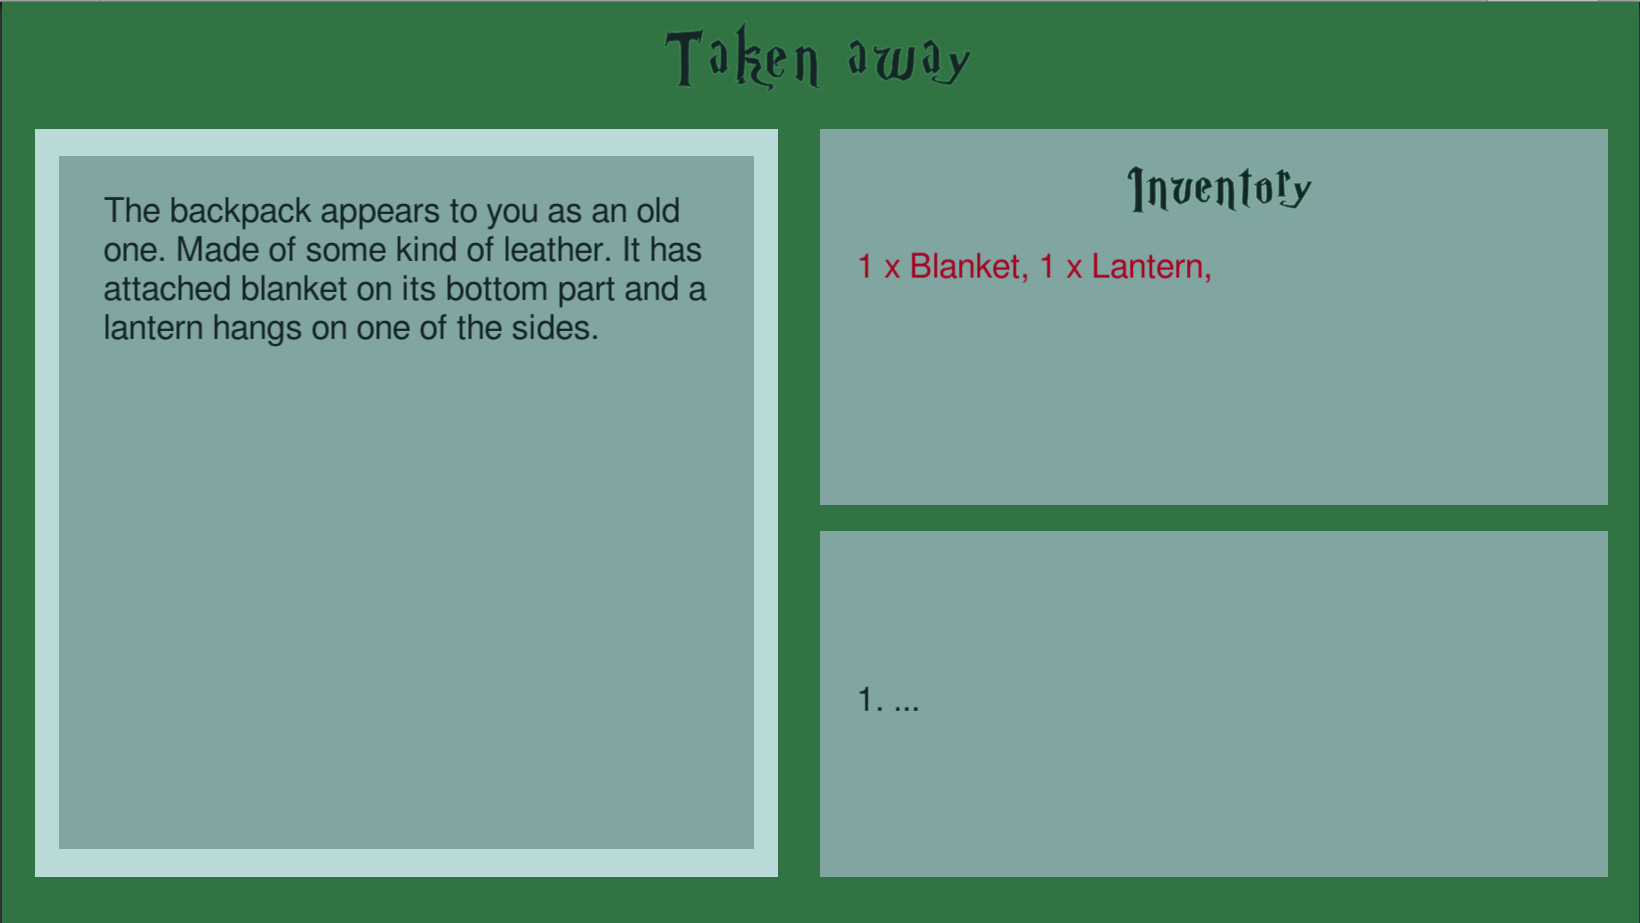 Taken away
The backpack appears to you as an old
one. Made of some kind of leather. It has
attached blanket on its bottom part and a
lantern hangs on one of the sides.
Inventory
1 x Blanket, 1 x Lantern,
1. ...